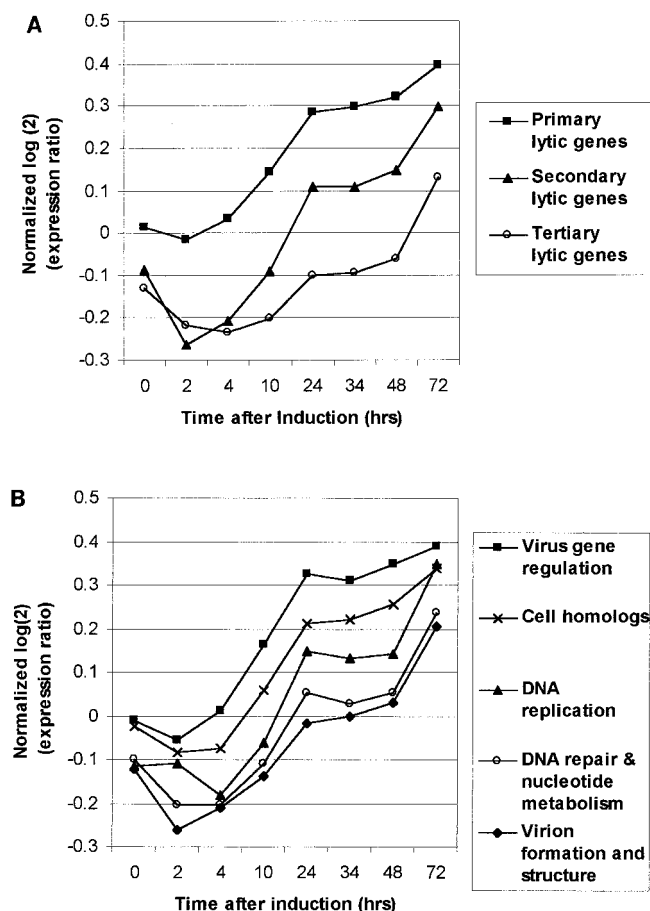 A
Normalized log (2)
(expression ratio)
0.5
0.4
0.3
0.2
0.1
0
-0.1
-0.2
-0.3
0 2 4 10 24 34 48 72
Time after Induction (hrs)
Primary
lytic genes
Secondary
lytic genes
Tertiary
lytic genes
B
Normalized log(2)
(expression ratio)
0.5
0.4
0.3
0.2
0.1
0
-0.1
-0.2
-0.3
0 2 4 10 24 34 48 72
Time after induction (hrs)
Virus gene
regulation
Cell homologs
DNA
replication
DNA repair &
nucleotide
metabolism
Virion
formation and
structure